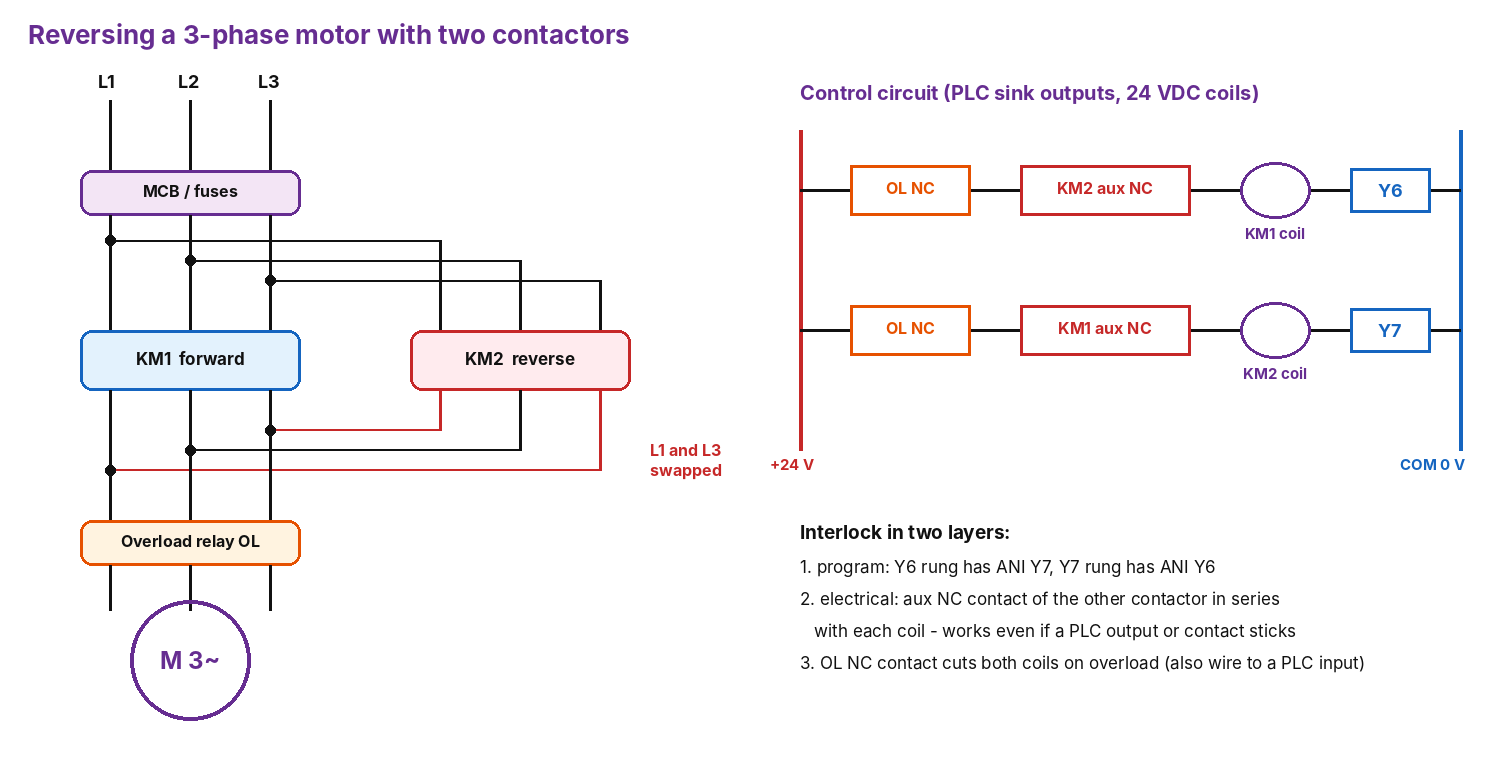 Reversing a 3-phase motor with two contactors
L1
L2
L3
MCB / fuses
KM1 forward
KM2 reverse
L1 and L3
swapped
Overload relay OL
M 3~
Control circuit (PLC sink outputs, 24 VDC coils)
OL NC
KM2 aux NC
Y6
KM1 coil
OL NC
KM1 aux NC
Y7
KM2 coil
+24 V
COM 0 V
Interlock in two layers:
1. program: Y6 rung has ANI Y7, Y7 rung has ANI Y6
2. electrical: aux NC contact of the other contactor in series
with each coil - works even if a PLC output or contact sticks
3. OL NC contact cuts both coils on overload (also wire to a PLC input)